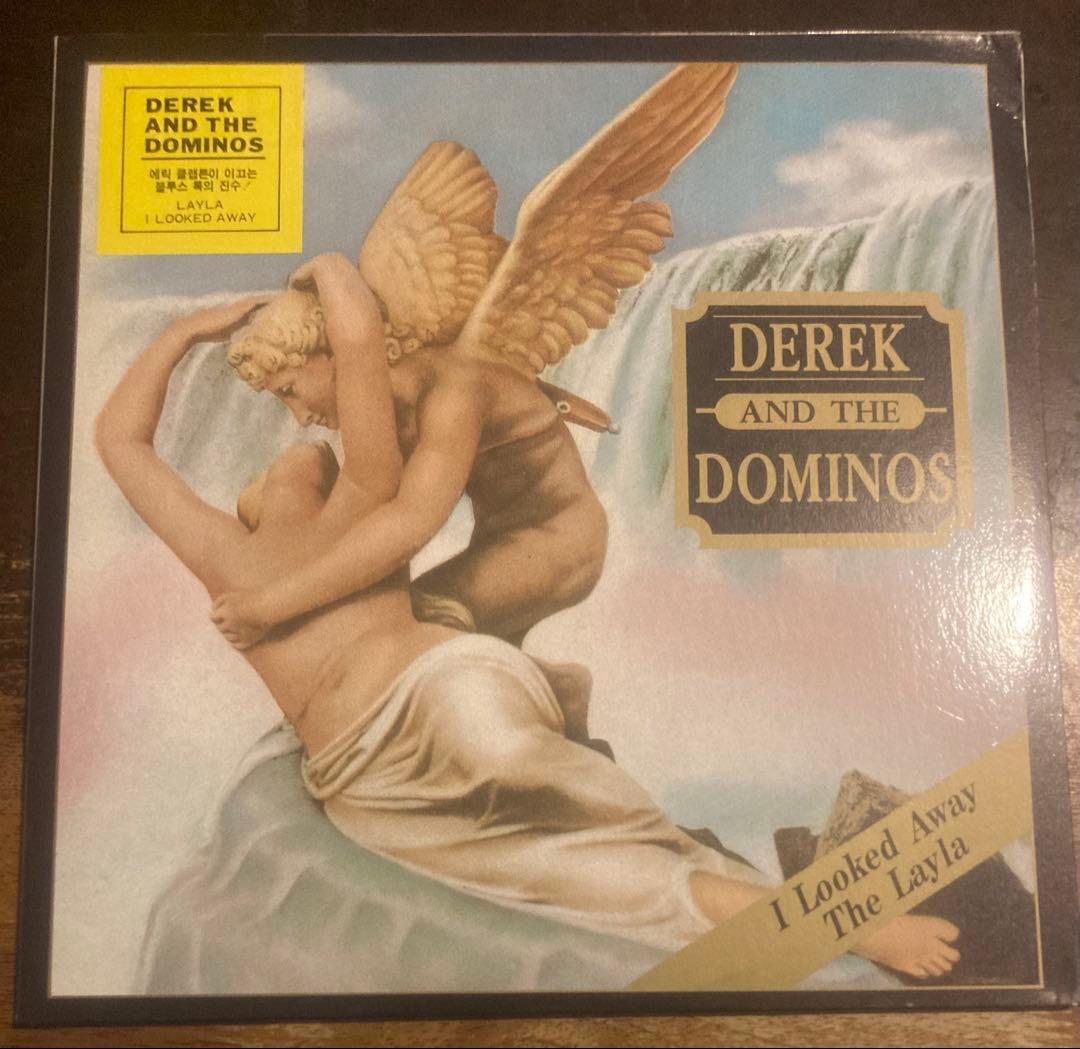 DEREK
AND THE
DOMINOS
에릭 클랩튼이 이끄는
블루스 록의 진수!
LAYLA
I LOOKED AWAY
DEREK
AND THE
DOMINOS
I Looked Away
The Layla